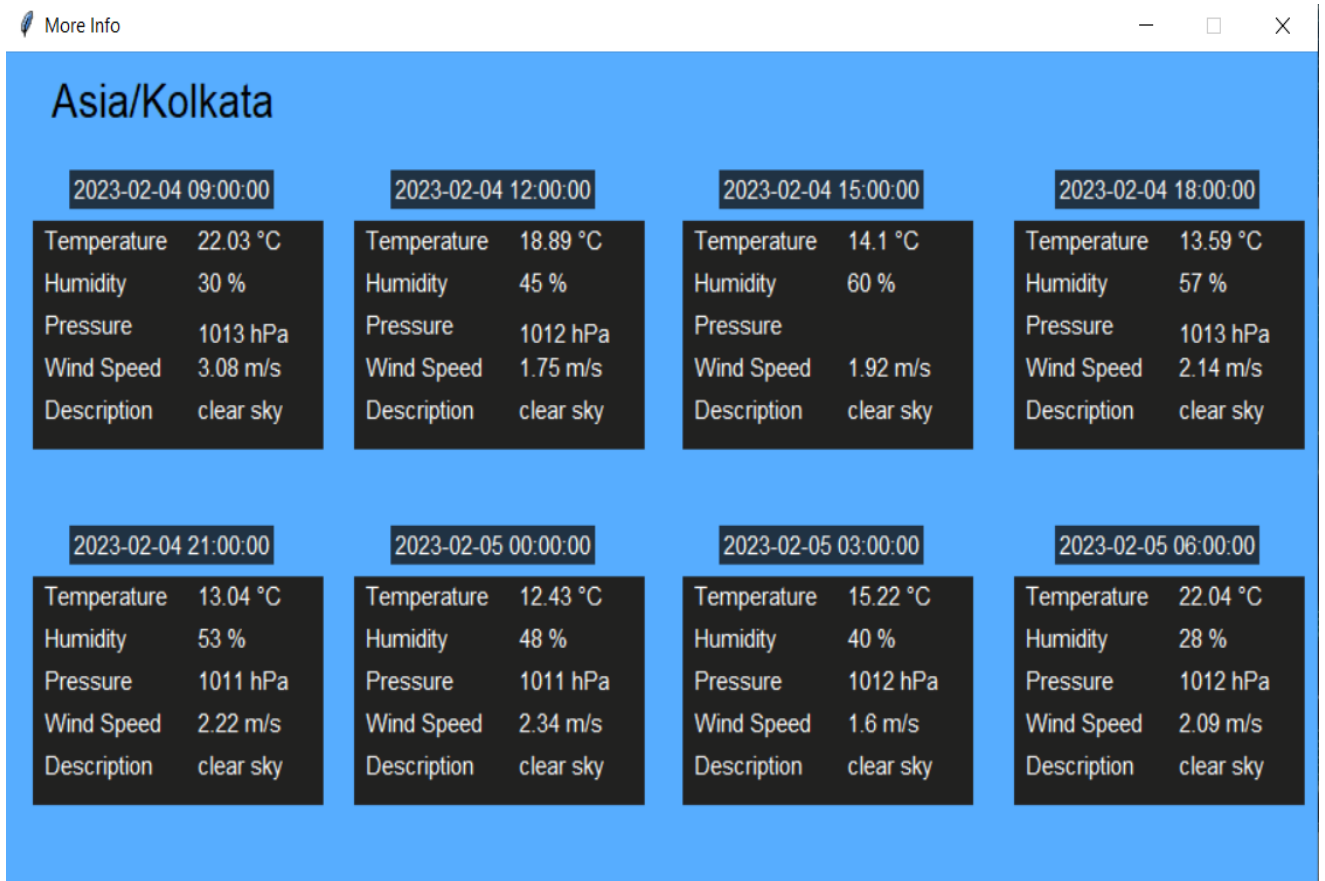 More Info
Asia/Kolkata
2023-02-04 09:00:00
Temperature 22.03 °C
Humidity 30 %
Pressure 1013 hPa
Wind Speed 3.08 m/s
Description clear sky
2023-02-04 12:00:00
Temperature 18.89 °C
Humidity 45 %
Pressure 1012 hPa
Wind Speed 1.75 m/s
Description clear sky
2023-02-04 15:00:00
Temperature 14.1 °C
Humidity 60 %
Pressure
Wind Speed 1.92 m/s
Description clear sky
2023-02-04 18:00:00
Temperature 13.59 °C
Humidity 57 %
Pressure 1013 hPa
Wind Speed 2.14 m/s
Description clear sky
2023-02-04 21:00:00
Temperature 13.04 °C
Humidity 53 %
Pressure 1011 hPa
Wind Speed 2.22 m/s
Description clear sky
2023-02-05 00:00:00
Temperature 12.43 °C
Humidity 48 %
Pressure 1011 hPa
Wind Speed 2.34 m/s
Description clear sky
2023-02-05 03:00:00
Temperature 15.22 °C
Humidity 40 %
Pressure 1012 hPa
Wind Speed 1.6 m/s
Description clear sky
2023-02-05 06:00:00
Temperature 22.04 °C
Humidity 28 %
Pressure 1012 hPa
Wind Speed 2.09 m/s
Description clear sky